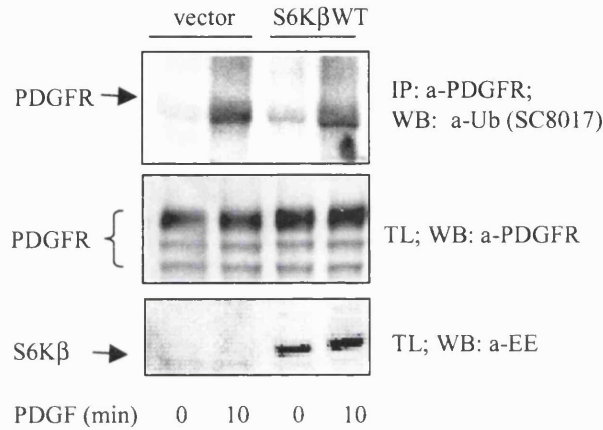 vector S6KβWT
PDGFR
IP: a-PDGFR;
WB: a-Ub (SC8017)
PDGFR
TL; WB: a-PDGFR
S6Kβ
TL; WB: a-EE
PDGF (min) 0 10 0 10